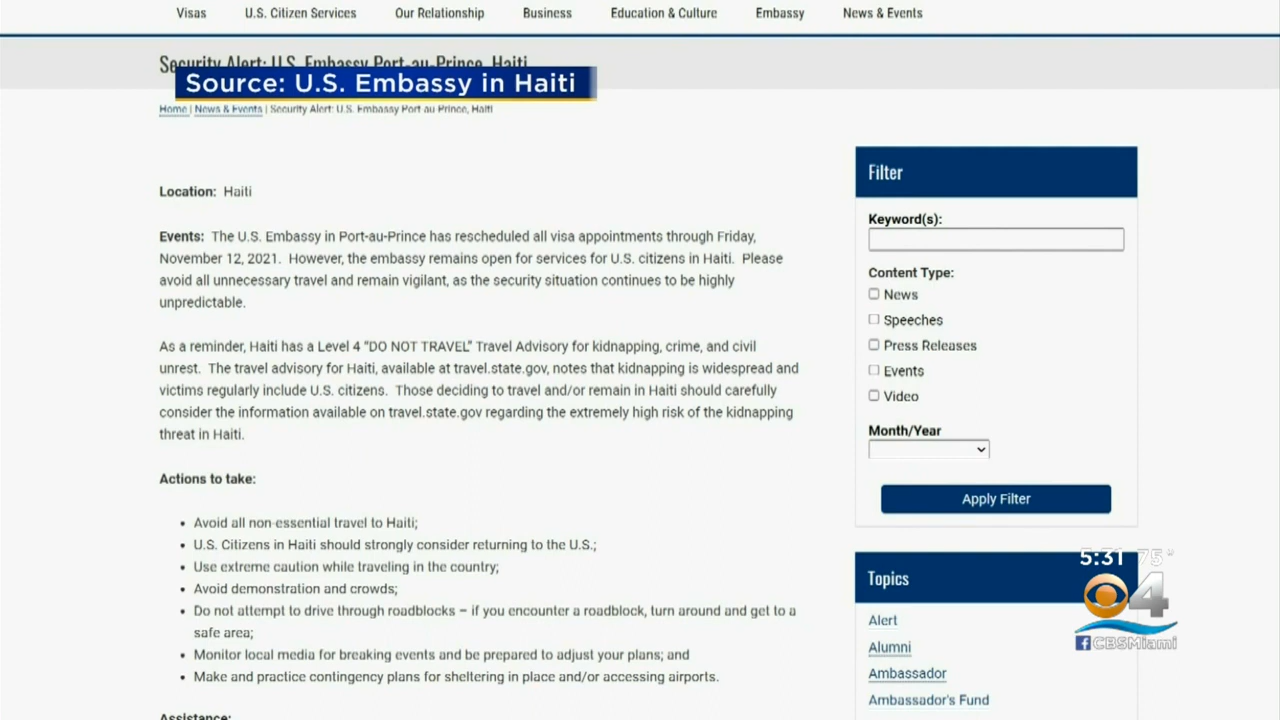 Visas U.S. Citizen Services Our Relationship Business Education & Culture Embassy News & Events
Security Alert: U.S. Embassy Port-au-Prince, Haiti
Source: U.S. Embassy in Haiti
Home | News & Events | Security Alert: U.S. Embassy Port au Prince, Haiti
Location: Haiti
Events: The U.S. Embassy in Port-au-Prince has rescheduled all visa appointments through Friday,
November 12, 2021. However, the embassy remains open for services for U.S. citizens in Haiti. Please
avoid all unnecessary travel and remain vigilant, as the security situation continues to be highly
unpredictable.
As a reminder, Haiti has a Level 4 “DO NOT TRAVEL” Travel Advisory for kidnapping, crime, and civil
unrest. The travel advisory for Haiti, available at travel.state.gov, notes that kidnapping is widespread and
victims regularly include U.S. citizens. Those deciding to travel and/or remain in Haiti should carefully
consider the information available on travel.state.gov regarding the extremely high risk of the kidnapping
threat in Haiti.
Actions to take:
• Avoid all non-essential travel to Haiti;
• U.S. Citizens in Haiti should strongly consider returning to the U.S.;
• Use extreme caution while traveling in the country;
• Avoid demonstration and crowds;
• Do not attempt to drive through roadblocks – if you encounter a roadblock, turn around and get to a
safe area;
• Monitor local media for breaking events and be prepared to adjust your plans; and
• Make and practice contingency plans for sheltering in place and/or accessing airports.
Assistance:
Filter
Keyword(s):
Content Type:
News
Speeches
Press Releases
Events
Video
Month/Year
Apply Filter
Topics
Alert
Alumni
Ambassador
Ambassador's Fund
5:31 75°
4
CBSMiami